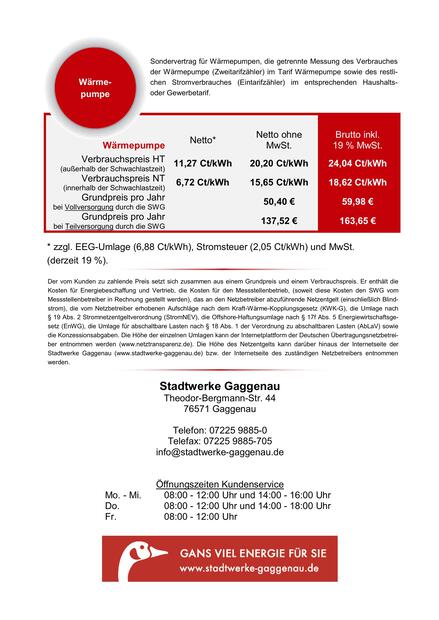 Wärme-
pumpe
Sondervertrag für Wärmepumpen, die getrennte Messung des Verbrauches
der Wärmepumpe (Zweitarifzähler) im Tarif Wärmepumpe sowie des restli-
chen Stromverbrauches (Eintarifzähler) im entsprechenden Haushalts-
oder Gewerbetarif.
Wärmepumpe Netto* Netto ohne MwSt. Brutto inkl. 19 % MwSt.
Verbrauchspreis HT 11,27 Ct/kWh 20,20 Ct/kWh 24,04 Ct/kWh
(außerhalb der Schwachlastzeit)
Verbrauchspreis NT 6,72 Ct/kWh 15,65 Ct/kWh 18,62 Ct/kWh
(innerhalb der Schwachlastzeit)
Grundpreis pro Jahr 50,40 € 59,98 €
bei Vollversorgung durch die SWG
Grundpreis pro Jahr 137,52 € 163,65 €
bei Teilversorgung durch die SWG
* zzgl. EEG-Umlage (6,88 Ct/kWh), Stromsteuer (2,05 Ct/kWh) und MwSt.
(derzeit 19 %).
Der vom Kunden zu zahlende Preis setzt sich zusammen aus einem Grundpreis und einem Verbrauchspreis. Er enthält die
Kosten für Energiebeschaffung und Vertrieb, die Kosten für den Messstellenbetrieb, (soweit diese Kosten den SWG vom
Messstellenbetreiber in Rechnung gestellt werden), das an den Netzbetreiber abzuführende Netzentgelt (einschließlich Blind-
strom), die vom Netzbetreiber erhobenen Aufschläge nach dem Kraft-Wärme-Kopplungsgesetz (KWK-G), die Umlage nach
§ 19 Abs. 2 Stromnetzentgeltverordnung (StromNEV), die Offshore-Haftungsumlage nach § 17f Abs. 5 Energiewirtschaftsge-
setz (EnWG), die Umlage für abschaltbare Lasten nach § 18 Abs. 1 der Verordnung zu abschaltbaren Lasten (AbLaV) sowie
die Konzessionsabgaben. Die Höhe der einzelnen Umlagen kann der Internetplattform der Deutschen Übertragungsnetzbetrei-
ber entnommen werden (www.netztransparenz.de). Die Höhe des Netzentgelts kann darüber hinaus der Internetseite der
Stadtwerke Gaggenau (www.stadtwerke-gaggenau.de) bzw. der Internetseite des zuständigen Netzbetreibers entnommen
werden.
Stadtwerke Gaggenau
Theodor-Bergmann-Str. 44
76571 Gaggenau
Telefon: 07225 9885-0
Telefax: 07225 9885-705
info@stadtwerke-gaggenau.de
Öffnungszeiten Kundenservice
Mo. - Mi. 08:00 - 12:00 Uhr und 14:00 - 16:00 Uhr
Do. 08:00 - 12:00 Uhr und 14:00 - 18:00 Uhr
Fr. 08:00 - 12:00 Uhr
GANS VIEL ENERGIE FÜR SIE
www.stadtwerke-gaggenau.de